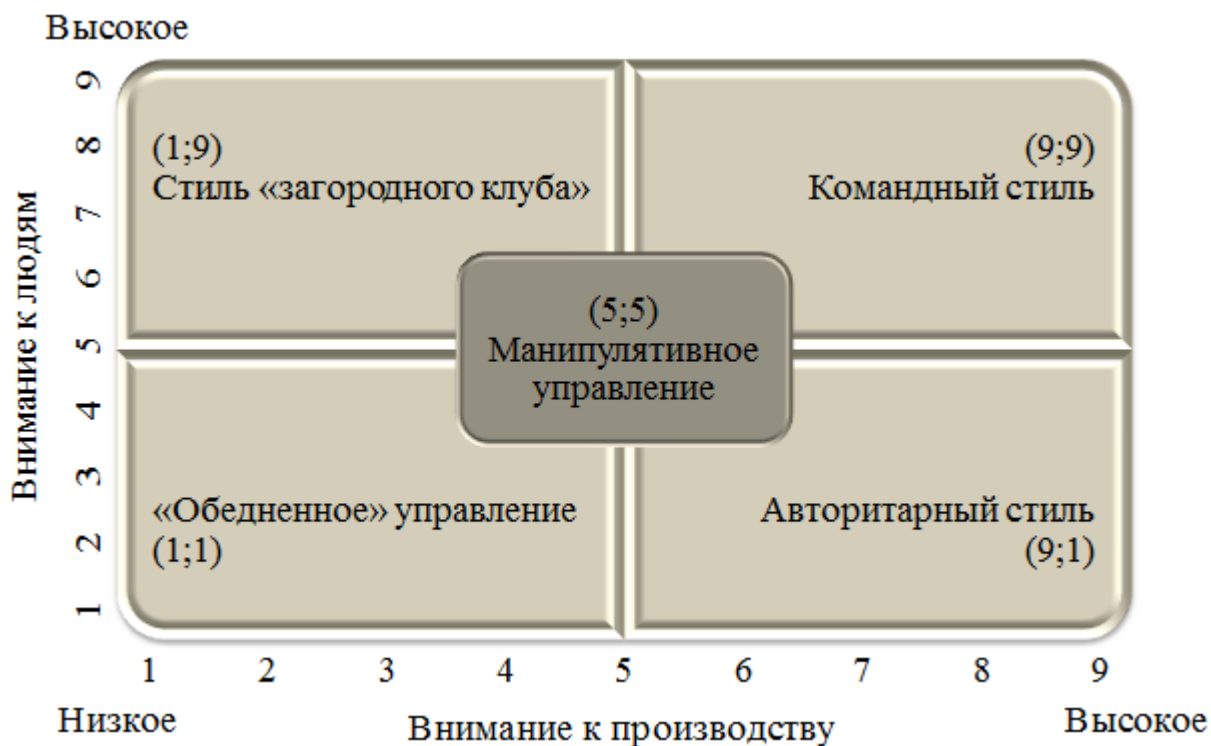 Высокое
Внимание к людям
9
8
7
6
5
4
3
2
1
(1;9)
Стиль «загородного клуба»
(9;9)
Командный стиль
(5;5)
Манипулятивное
управление
«Обедненное» управление
(1;1)
Авторитарный стиль
(9;1)
1 2 3 4 5 6 7 8 9
Низкое
Внимание к производству
Высокое